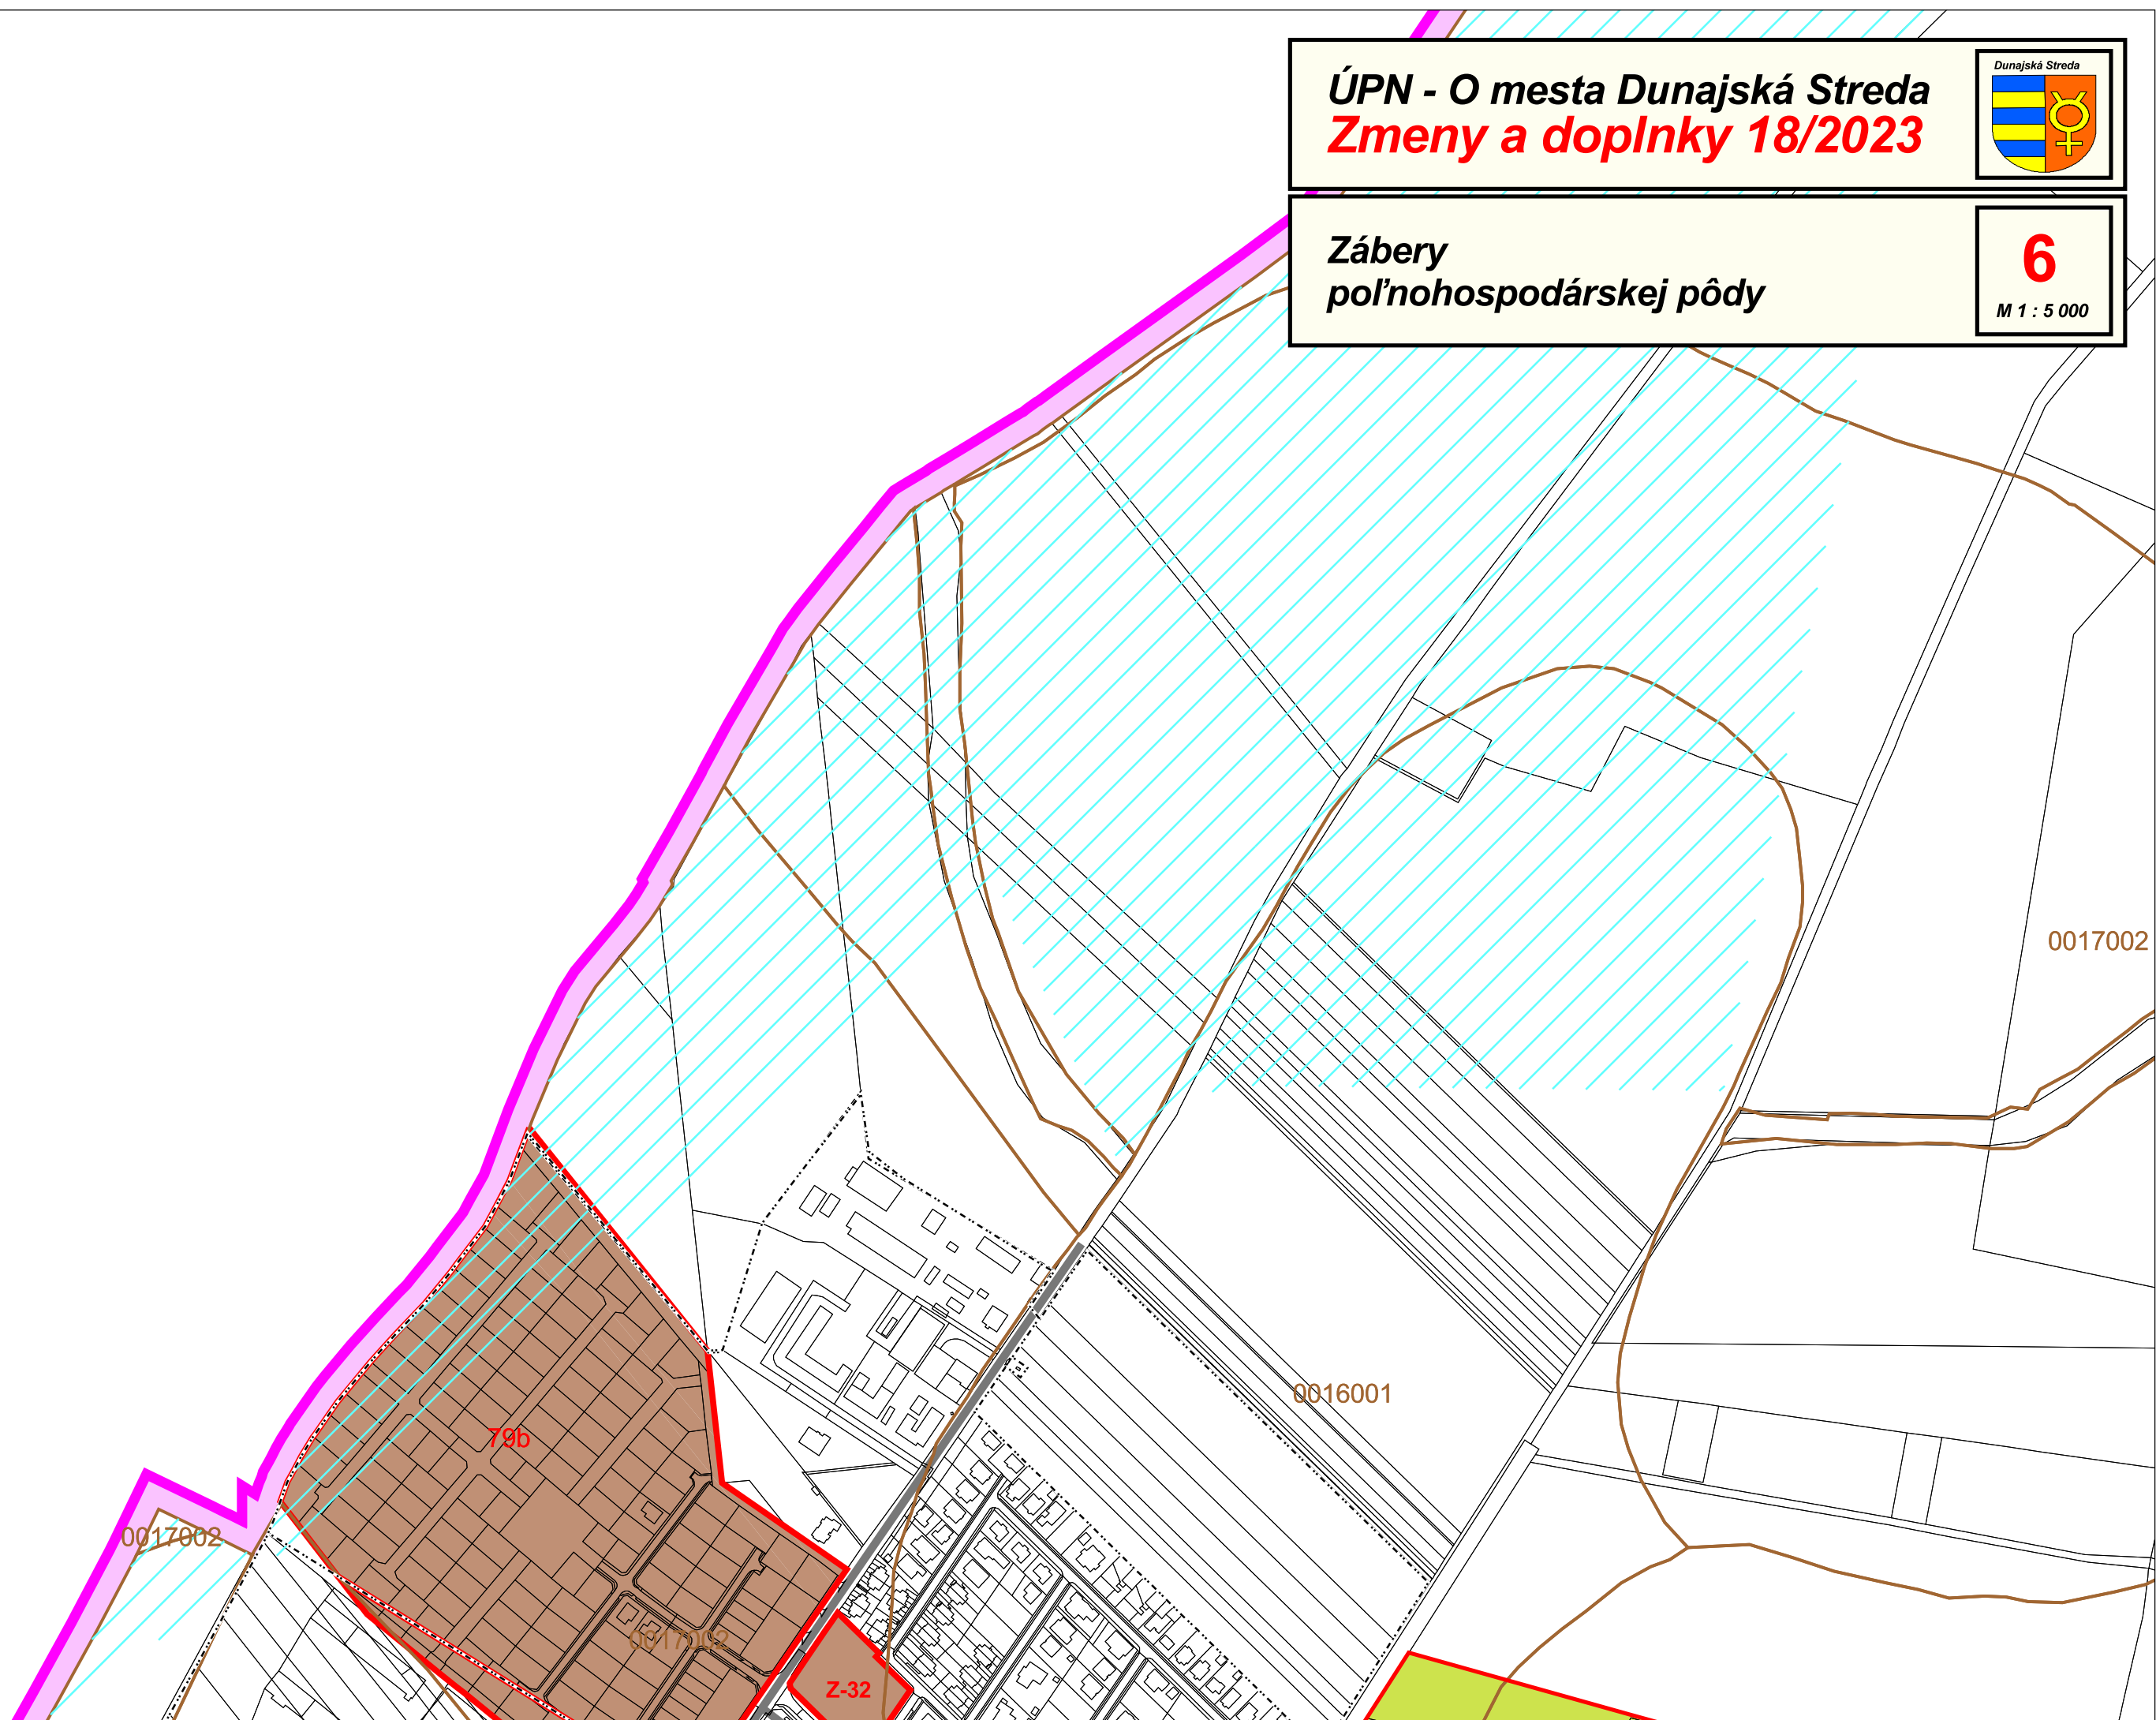 ÚPN - O mesta Dunajská Streda
Zmeny a doplnky 18/2023
Dunajská Streda
Zábery
poľnohospodárskej pôdy
6
M 1 : 5 000
0017002
0016001
79b
0017002
0017002
Z-32